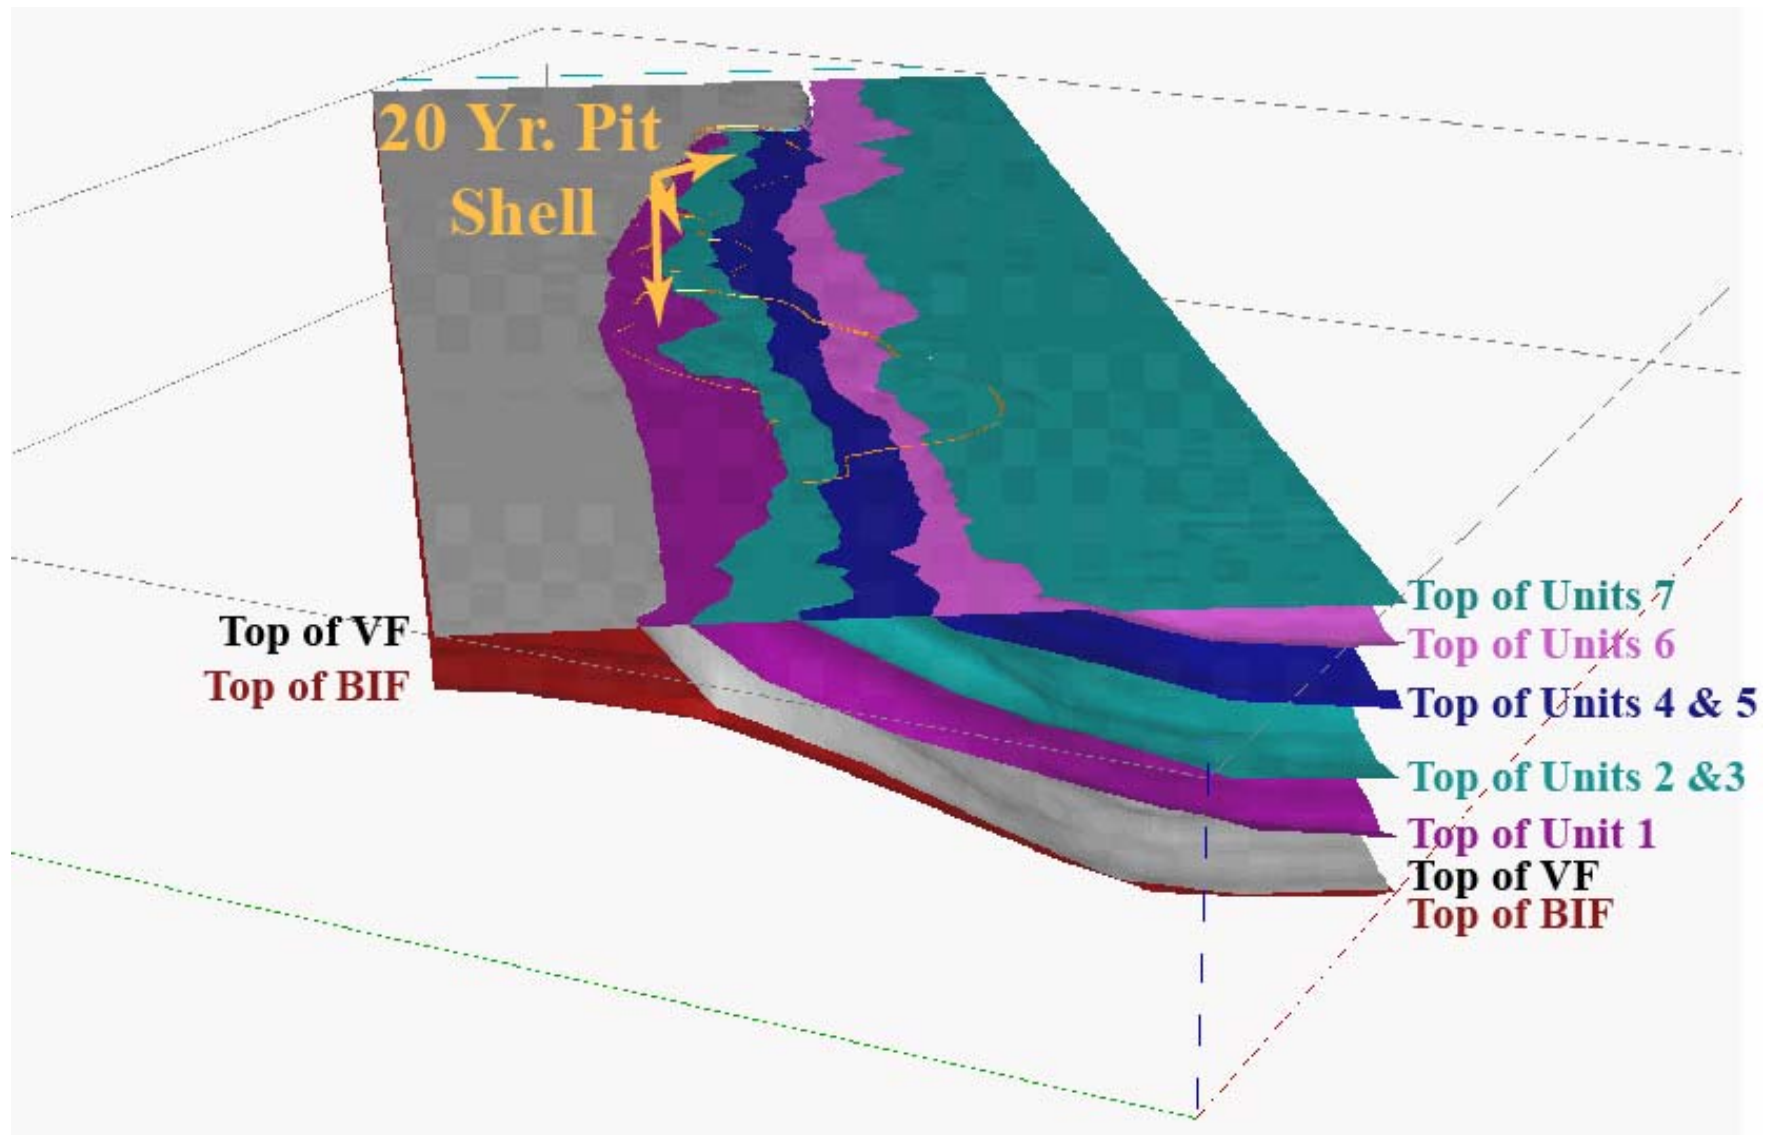 20 Yr. Pit
Shell
Top of VF
Top of BIF
Top of Units 7
Top of Units 6
Top of Units 4 & 5
Top of Units 2 &3
Top of Unit 1
Top of VF
Top of BIF